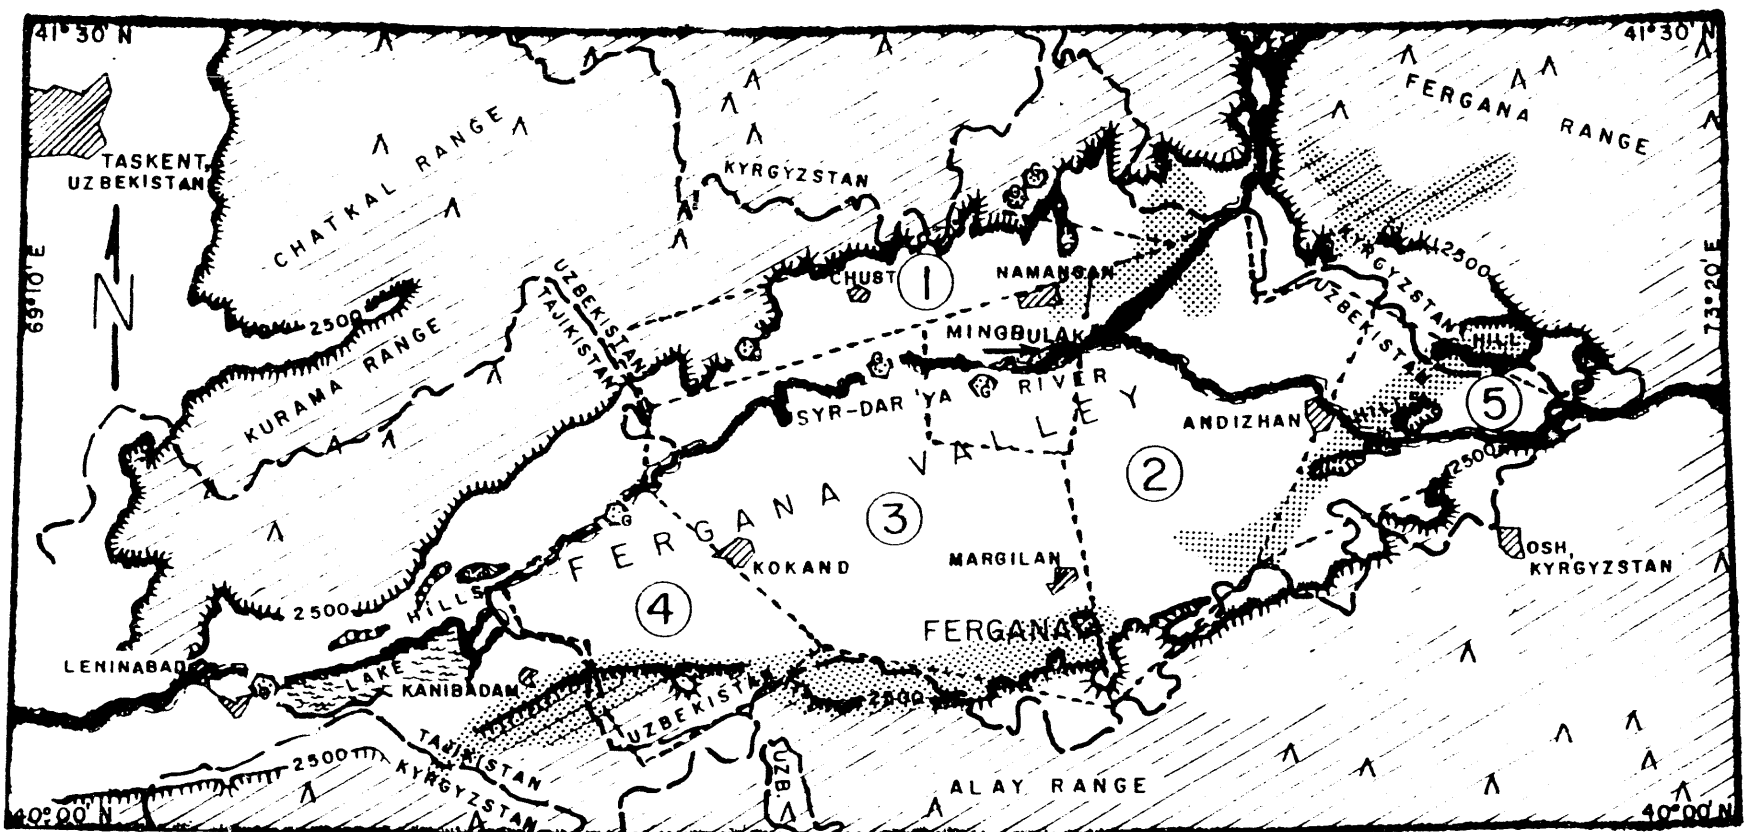 41° 30' N
41° 30' N
FERGANA RANGE
TASKENT,
UZBEKISTAN
CHATKAL RANGE
KYRGYZSTAN
69° 10' E
N
73° 20' E
KYRGYZSTAN
UZBEKISTAN
2500
UZBEKISTAN
TAJIKISTAN
2500
KURAMA RANGE
CHUST
1
NAMANGAN
MINGBULAK
SYR-DAR'YA RIVER
HILL
HILLS
5
ANDIZHAN
2500
FERGANA VALLEY
2
3
KOKAND
MARGILAN
OSH,
KYRGYZSTAN
2500
HILLS
4
FERGANA
LENINABAD
LAKE
KANIBADAM
UZBEKISTAN
2500
2500
TAJIKISTAN
KYRGYZSTAN
UZB.
ALAY RANGE
40° 00' N
40° 00' N